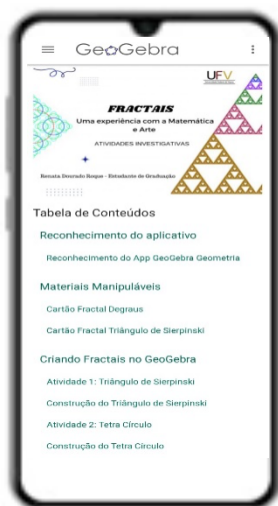 GeoGebra
UFV
FRACTAIS
Uma experiência com a Matemática
e Arte
ATIVIDADES INVESTIGATIVAS
Renata Dourado Roque - Estudante de Graduação
Tabela de Conteúdos
Reconhecimento do aplicativo
Reconhecimento do App GeoGebra Geometria
Materiais Manipuláveis
Cartão Fractal Degraus
Cartão Fractal Triângulo de Sierpinski
Criando Fractais no GeoGebra
Atividade 1: Triângulo de Sierpinski
Construção do Triângulo de Sierpinski
Atividade 2: Tetra Círculo
Construção do Tetra Círculo